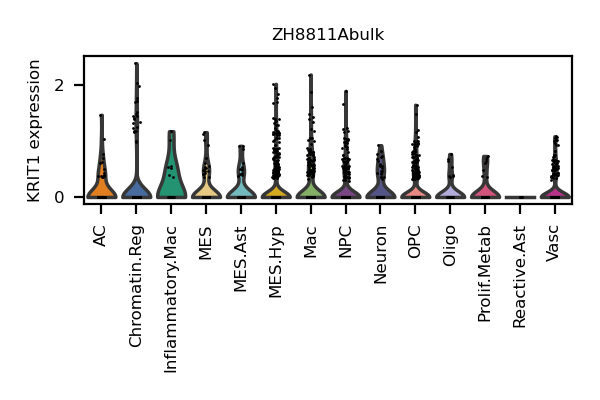 ZH8811Abulk
KRIT1 expression
2
0
AC
Chromatin.Reg
Inflammatory.Mac
MES
MES.Ast
MES.Hyp
Mac
NPC
Neuron
OPC
Oligo
Prolif.Metab
Reactive.Ast
Vasc